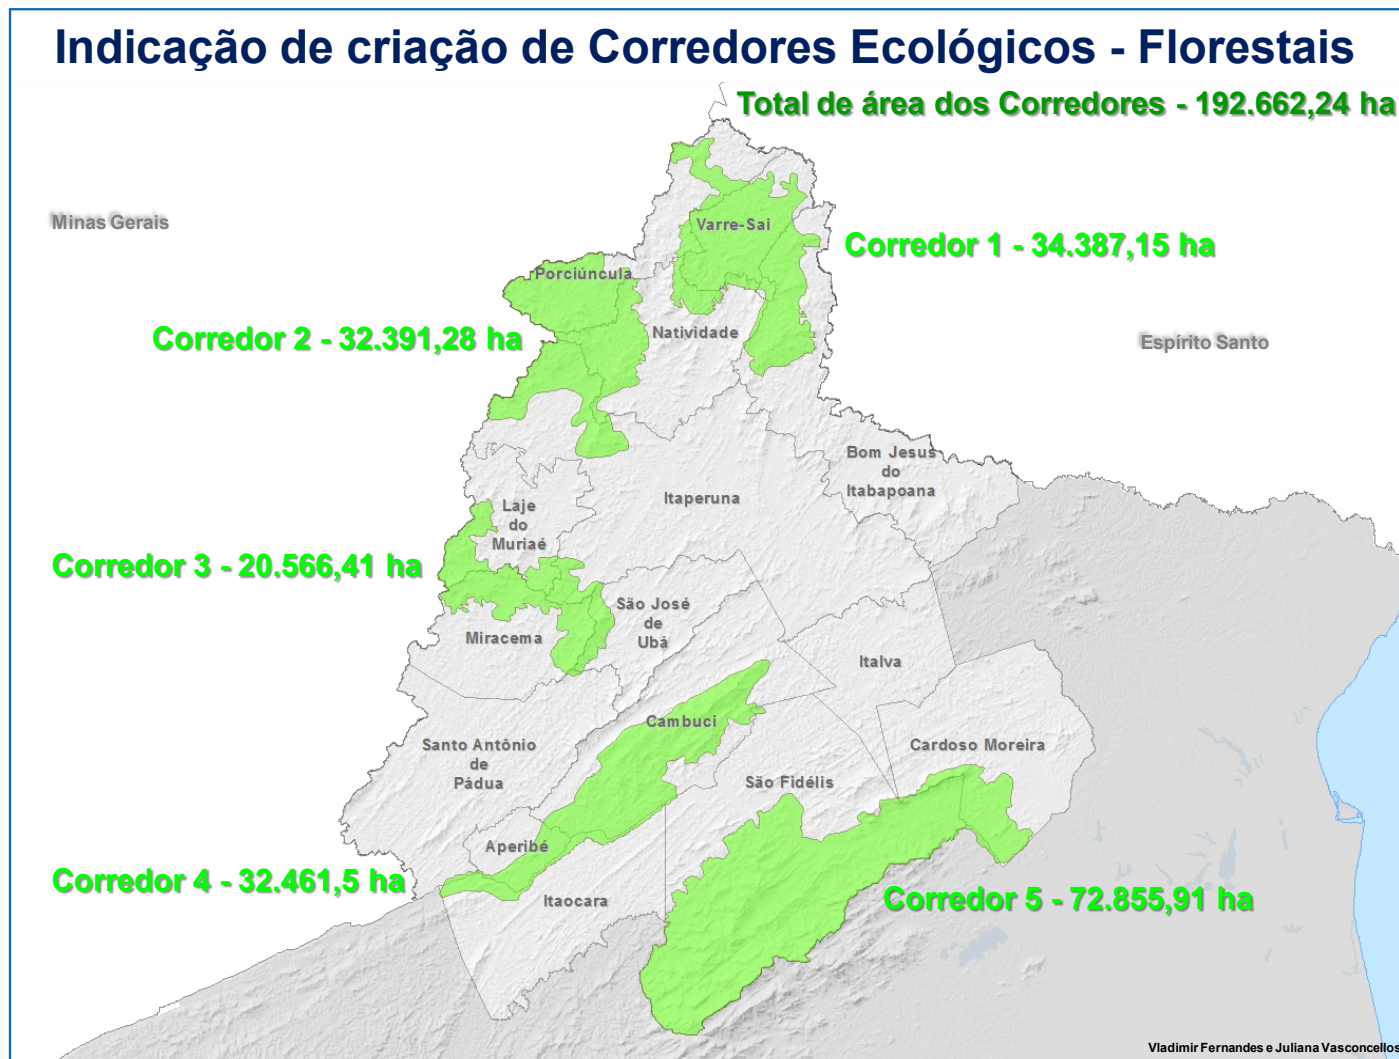 Indicação de criação de Corredores Ecológicos - Florestais
Total de área dos Corredores - 192.662,24 ha
Minas Gerais
Varre-Sai
Corredor 1 - 34.387,15 ha
Porciúncula
Corredor 2 - 32.391,28 ha
Natividade
Espírito Santo
Bom Jesus
do
Itabapoana
Itaperuna
Laje
do
Muriaé
Corredor 3 - 20.566,41 ha
São José
de
Ubá
Miracema
Italva
Cambuci
Santo Antônio
de
Pádua
Cardoso Moreira
São Fidélis
Aperibé
Corredor 4 - 32.461,5 ha
Itaocara
Corredor 5 - 72.855,91 ha
Vladimir Fernandes e Juliana Vasconcellos